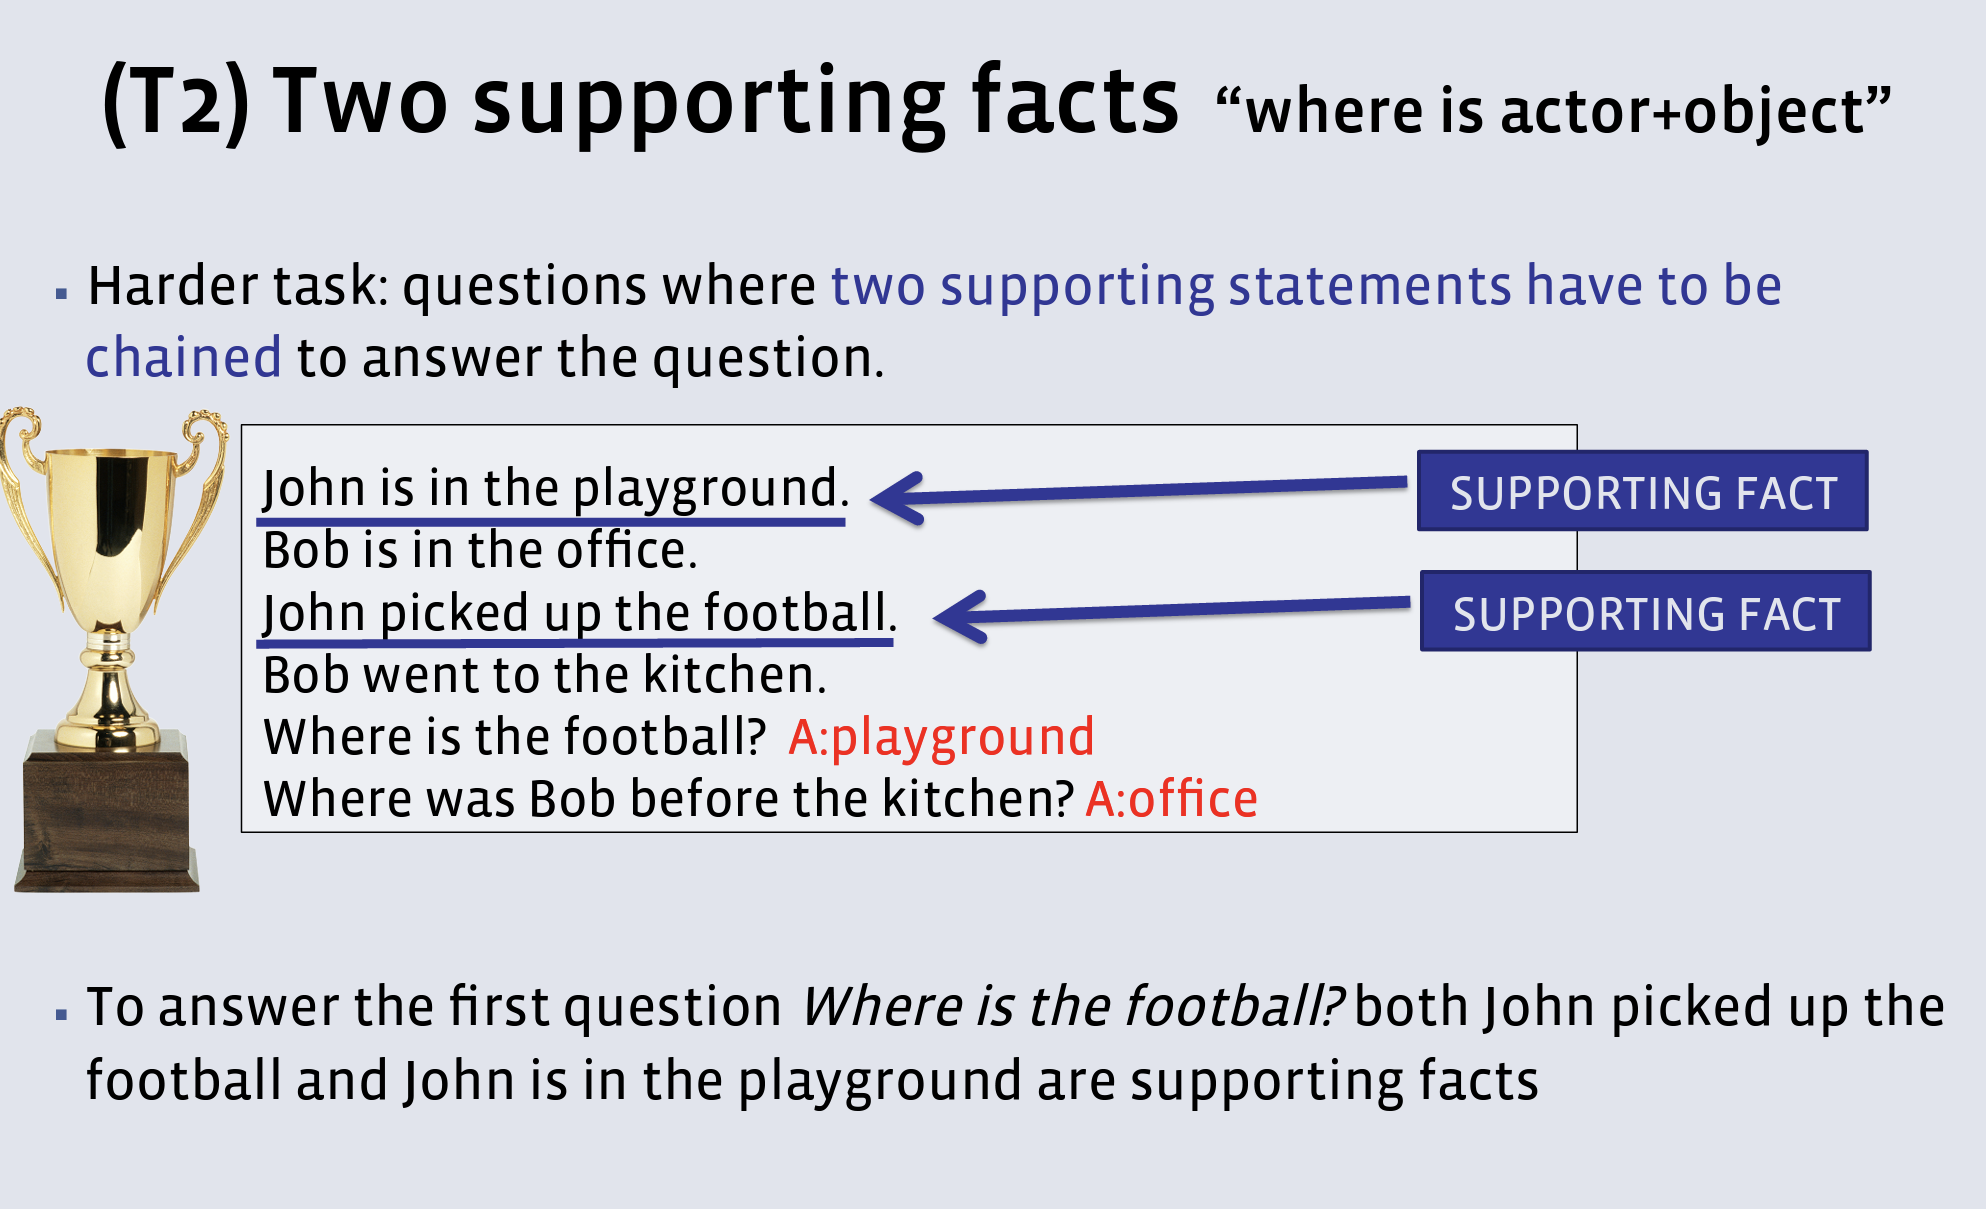 (T2) Two supporting facts “where is actor+object”
▪ Harder task: questions where two supporting statements have to be
chained to answer the question.
John is in the playground. SUPPORTING FACT
Bob is in the office.
John picked up the football. SUPPORTING FACT
Bob went to the kitchen.
Where is the football? A:playground
Where was Bob before the kitchen? A:office
▪ To answer the first question Where is the football? both John picked up the
football and John is in the playground are supporting facts